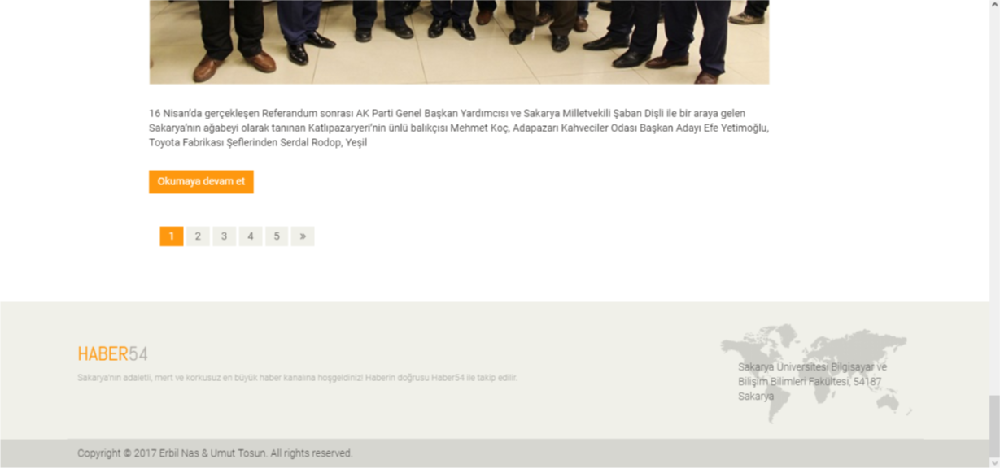 16 Nisan'da gerçekleşen Referandum sonrası AK Parti Genel Başkan Yardımcısı ve Sakarya Milletvekili Şaban Dişli ile bir araya gelen
Sakarya'nın ağabeyi olarak tanınan Katlıpazaryeri'nin ünlü balıkçısı Mehmet Koç, Adapazarı Kahveciler Odası Başkan Adayı Efe Yetimoğlu,
Toyota Fabrikası Şeflerinden Serdal Rodop, Yeşil
Okumaya devam et
1 2 3 4 5 »
HABER54
Sakarya'nın adaletli, mert ve korkusuz en büyük haber kanalına hoşgeldiniz! Haberin doğrusu Haber54 ile takip edilir.
Sakarya Üniversitesi Bilgisayar ve
Bilişim Bilimleri Fakültesi, 54187
Sakarya
Copyright © 2017 Erbil Nas & Umut Tosun. All rights reserved.